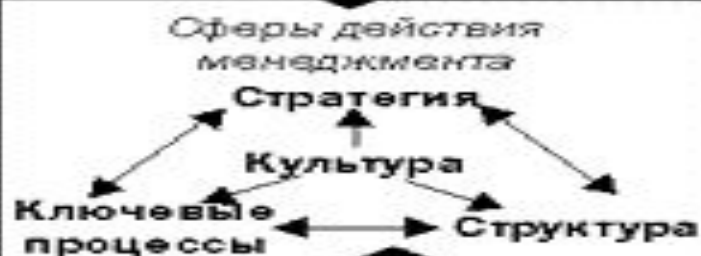 Сферы действия
менеджмента
Стратегия
Культура
Ключевые
процессы
Структура